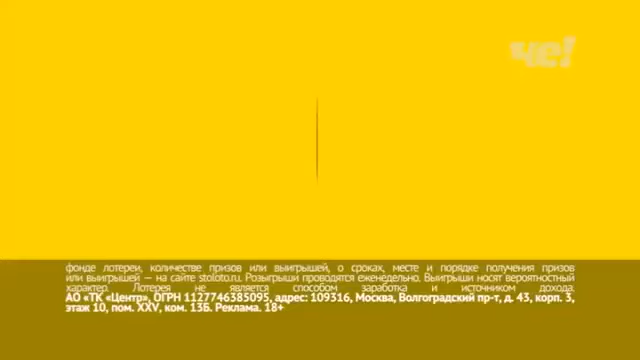 че!
фонде лотереи, количестве призов или выигрышей, о сроках, месте и порядке получения призов
или выигрышей — на сайте stoloto.ru. Розыгрыши проводятся еженедельно. Выигрыши носят вероятностный
характер. Лотерея не является способом заработка и источником дохода.
АО «ТК «Центр», ОГРН 1127746385095, адрес: 109316, Москва, Волгоградский пр-т, д. 43, корп. 3,
этаж 10, пом. XXV, ком. 13Б. Реклама. 18+